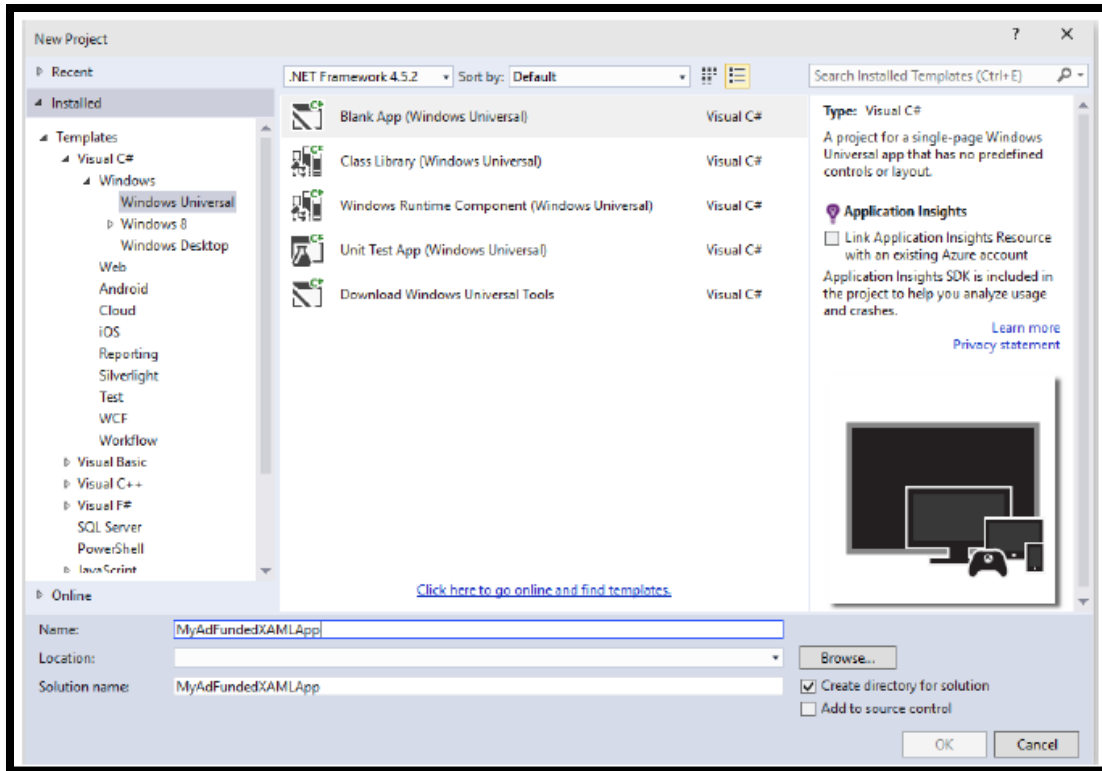 New Project
? ×
Recent
.NET Framework 4.5.2
Sort by: Default
Search Installed Templates (Ctrl+E)
Installed
Templates
Visual C#
Windows
Windows Universal
Windows 8
Windows Desktop
Web
Android
Cloud
iOS
Reporting
Silverlight
Test
WCF
Workflow
Visual Basic
Visual C++
Visual F#
SQL Server
PowerShell
JavaScript
Online
Blank App (Windows Universal) Visual C#
Class Library (Windows Universal) Visual C#
Windows Runtime Component (Windows Universal) Visual C#
Unit Test App (Windows Universal) Visual C#
Download Windows Universal Tools Visual C#
Click here to go online and find templates.
Type: Visual C#
A project for a single-page Windows
Universal app that has no predefined
controls or layout.
Application Insights
Link Application Insights Resource
with an existing Azure account
Application Insights SDK is included in
the project to help you analyze usage
and crashes.
Learn more
Privacy statement
Name: MyAdFundedXAMLApp
Location:
Browse...
Solution name: MyAdFundedXAMLApp
Create directory for solution
Add to source control
OK Cancel